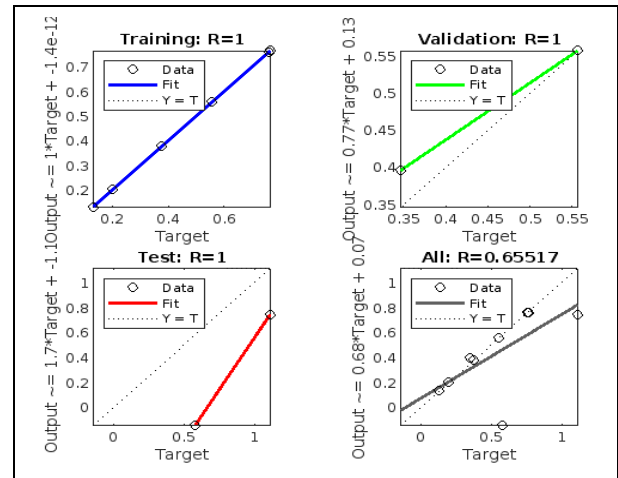 Training: R=1
Output ~= 1*Target + -1.4e-12
0.7
0.6
0.5
0.4
0.3
0.2
Data
Fit
Y = T
0.2
0.4
0.6
Target
Validation: R=1
Output ~= 0.77*Target + 0.13
0.55
0.5
0.45
0.4
0.35
Data
Fit
Y = T
0.35
0.4
0.45
0.5
0.55
Target
Test: R=1
Output ~= 1.7*Target + -1.1
1
0.8
0.6
0.4
0.2
0
Data
Fit
Y = T
0
0.5
1
Target
All: R=0.65517
Output ~= 0.68*Target + 0.07
1
0.8
0.6
0.4
0.2
0
Data
Fit
Y = T
0
0.5
1
Target